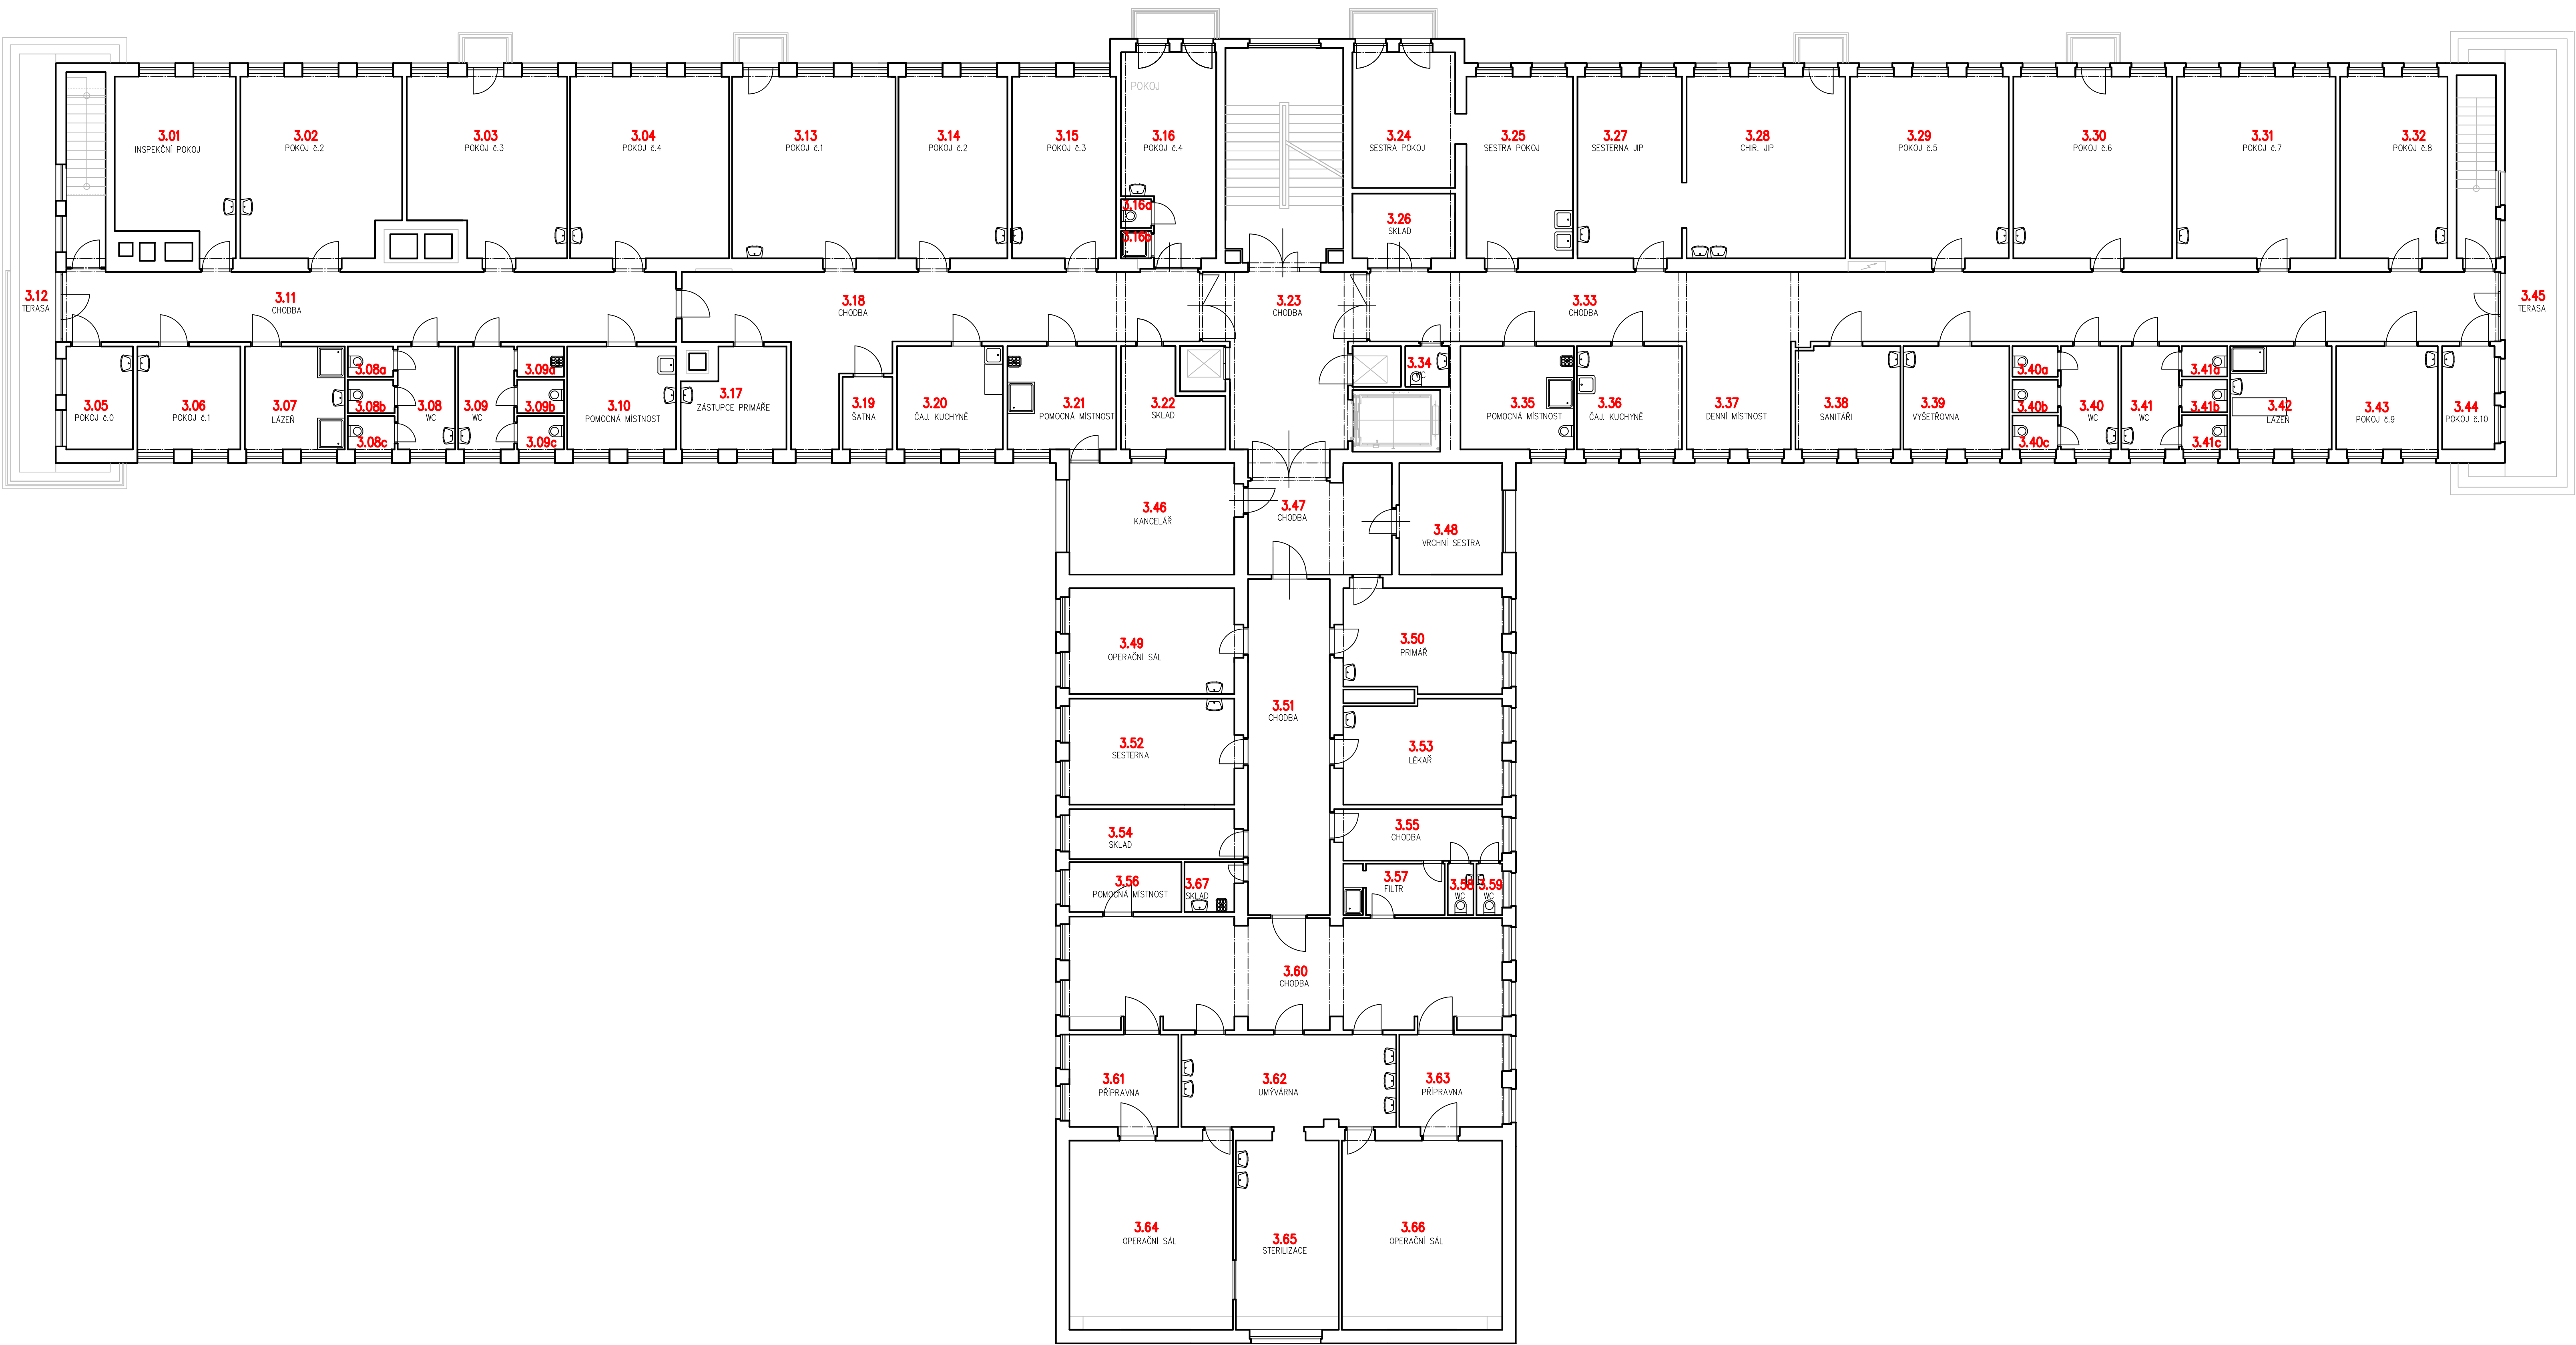 POKOJ
3.01
INSPEKČNÍ POKOJ
3.02
POKOJ č.2
3.03
POKOJ č.3
3.04
POKOJ č.4
3.13
POKOJ č.1
3.14
POKOJ č.2
3.15
POKOJ č.3
3.16
POKOJ č.4
3.16a
3.16b
3.24
SESTRA POKOJ
3.25
SESTRA POKOJ
3.26
SKLAD
3.27
SESTERNA JIP
3.28
CHIR. JIP
3.29
POKOJ č.5
3.30
POKOJ č.6
3.31
POKOJ č.7
3.32
POKOJ č.8
3.12
TERASA
3.11
CHODBA
3.18
CHODBA
3.23
CHODBA
3.33
CHODBA
3.45
TERASA
3.05
POKOJ č.0
3.06
POKOJ č.1
3.07
LÁZEŇ
3.08a
3.08b
3.08c
3.08
WC
3.09
WC
3.09a
3.09b
3.09c
3.10
POMOCNÁ MÍSTNOST
3.17
ZÁSTUPCE PRIMÁŘE
3.19
ŠATNA
3.20
ČAJ. KUCHYNĚ
3.21
POMOCNÁ MÍSTNOST
3.22
SKLAD
3.34
WC
3.35
POMOCNÁ MÍSTNOST
3.36
ČAJ. KUCHYNĚ
3.37
DENNÍ MÍSTNOST
3.38
SANITÁŘI
3.39
VYŠETŘOVNA
3.40a
3.40b
3.40c
3.40
WC
3.41
WC
3.41a
3.41b
3.41c
3.42
LÁZEŇ
3.43
POKOJ č.9
3.44
POKOJ č.10
3.46
KANCELÁŘ
3.47
CHODBA
3.48
VRCHNÍ SESTRA
3.49
OPERAČNÍ SÁL
3.50
PRIMÁŘ
3.51
CHODBA
3.52
SESTERNA
3.53
LÉKAŘ
3.54
SKLAD
3.55
CHODBA
3.56
POMOCNÁ MÍSTNOST
3.67
SKLAD
3.57
FILTR
3.58
WC
3.59
WC
3.60
CHODBA
3.61
PŘÍPRAVNA
3.62
UMÝVÁRNA
3.63
PŘÍPRAVNA
3.64
OPERAČNÍ SÁL
3.65
STERILIZACE
3.66
OPERAČNÍ SÁL